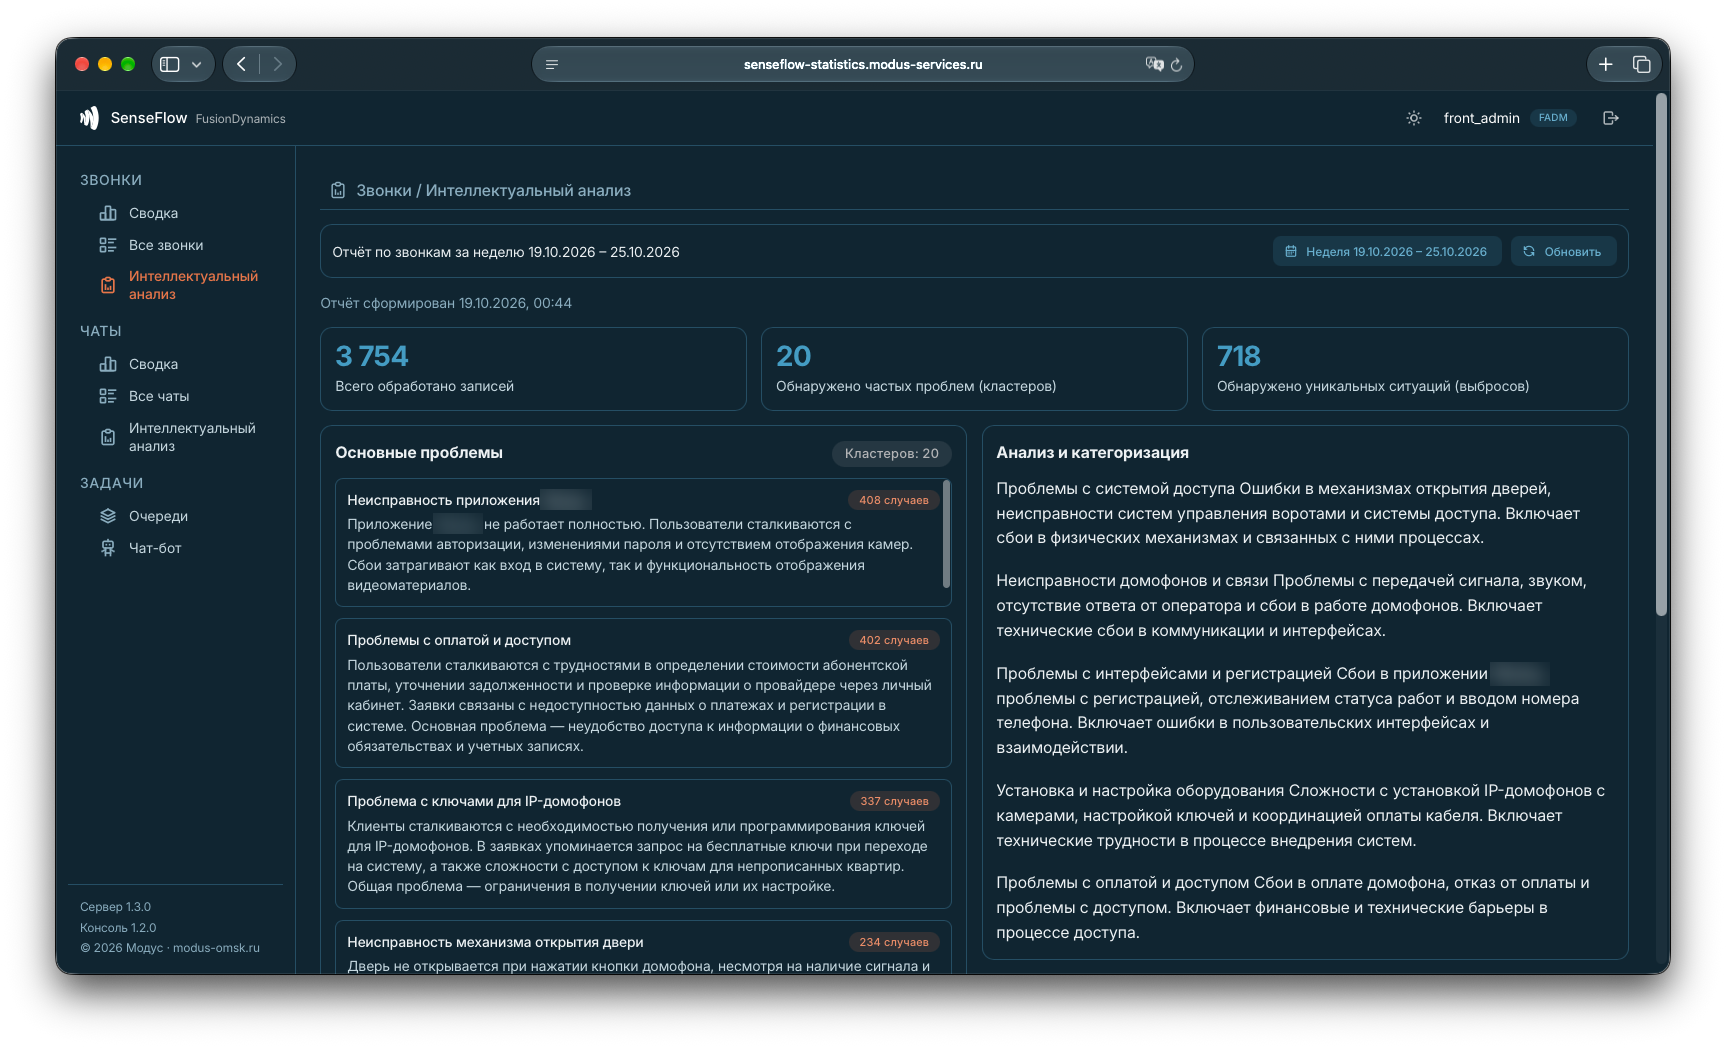 senseflow-statistics.modus-services.ru
SenseFlow FusionDynamics
front_admin FADM
ЗВОНКИ
Сводка
Все звонки
Интеллектуальный
анализ
ЧАТЫ
Сводка
Все чаты
Интеллектуальный
анализ
ЗАДАЧИ
Очереди
Чат-бот
Сервер 1.3.0
Консоль 1.2.0
© 2026 Модус · modus-omsk.ru
Звонки / Интеллектуальный анализ
Отчёт по звонкам за неделю 19.10.2026 – 25.10.2026
Неделя 19.10.2026 – 25.10.2026
Обновить
Отчёт сформирован 19.10.2026, 00:44
3 754
Всего обработано записей
20
Обнаружено частых проблем (кластеров)
718
Обнаружено уникальных ситуаций (выбросов)
Основные проблемы
Кластеров: 20
Неисправность приложения
408 случаев
Приложение не работает полностью. Пользователи сталкиваются с
проблемами авторизации, изменениями пароля и отсутствием отображения камер.
Сбои затрагивают как вход в систему, так и функциональность отображения
видеоматериалов.
Проблемы с оплатой и доступом
402 случаев
Пользователи сталкиваются с трудностями в определении стоимости абонентской
платы, уточнении задолженности и проверке информации о провайдере через личный
кабинет. Заявки связаны с недоступностью данных о платежах и регистрации в
системе. Основная проблема — неудобство доступа к информации о финансовых
обязательствах и учетных записях.
Проблема с ключами для IP-домофонов
337 случаев
Клиенты сталкиваются с необходимостью получения или программирования ключей
для IP-домофонов. В заявках упоминается запрос на бесплатные ключи при переходе
на систему, а также сложности с доступом к ключам для непрописанных квартир.
Общая проблема — ограничения в получении ключей или их настройке.
Неисправность механизма открытия двери
234 случаев
Дверь не открывается при нажатии кнопки домофона, несмотря на наличие сигнала и
Анализ и категоризация
Проблемы с системой доступа Ошибки в механизмах открытия дверей,
неисправности систем управления воротами и системы доступа. Включает
сбои в физических механизмах и связанных с ними процессах.
Неисправности домофонов и связи Проблемы с передачей сигнала, звуком,
отсутствие ответа от оператора и сбои в работе домофонов. Включает
технические сбои в коммуникации и интерфейсах.
Проблемы с интерфейсами и регистрацией Сбои в приложении
проблемы с регистрацией, отслеживанием статуса работ и вводом номера
телефона. Включает ошибки в пользовательских интерфейсах и
взаимодействии.
Установка и настройка оборудования Сложности с установкой IP-домофонов с
камерами, настройкой ключей и координацией оплаты кабеля. Включает
технические трудности в процессе внедрения систем.
Проблемы с оплатой и доступом Сбои в оплате домофона, отказ от оплаты и
проблемы с доступом. Включает финансовые и технические барьеры в
процессе доступа.